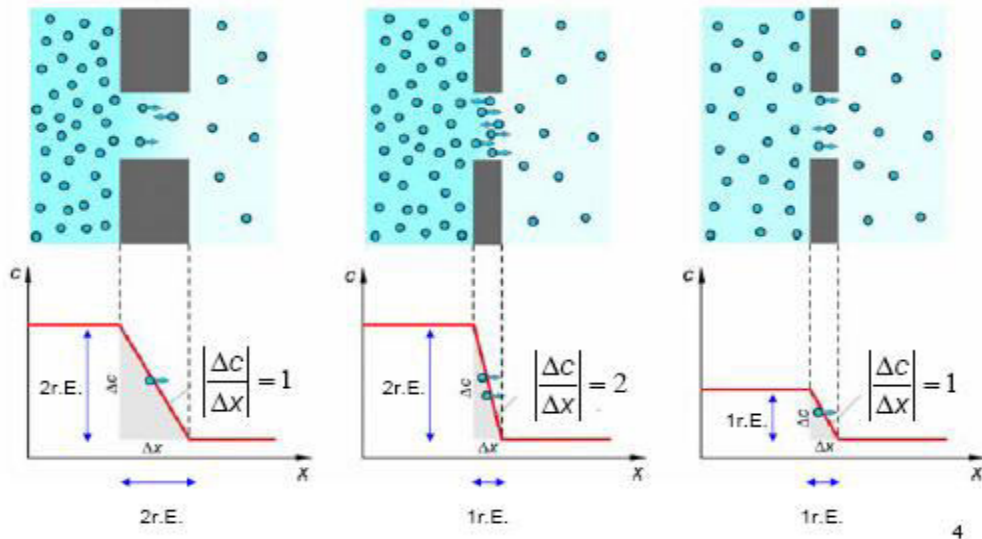 c
2r.E.
Δc
|Δc/Δx| = 1
Δx
x
2r.E.
c
2r.E.
Δc
|Δc/Δx| = 2
Δx
x
1r.E.
c
1r.E.
Δc
|Δc/Δx| = 1
Δx
x
1r.E.
4